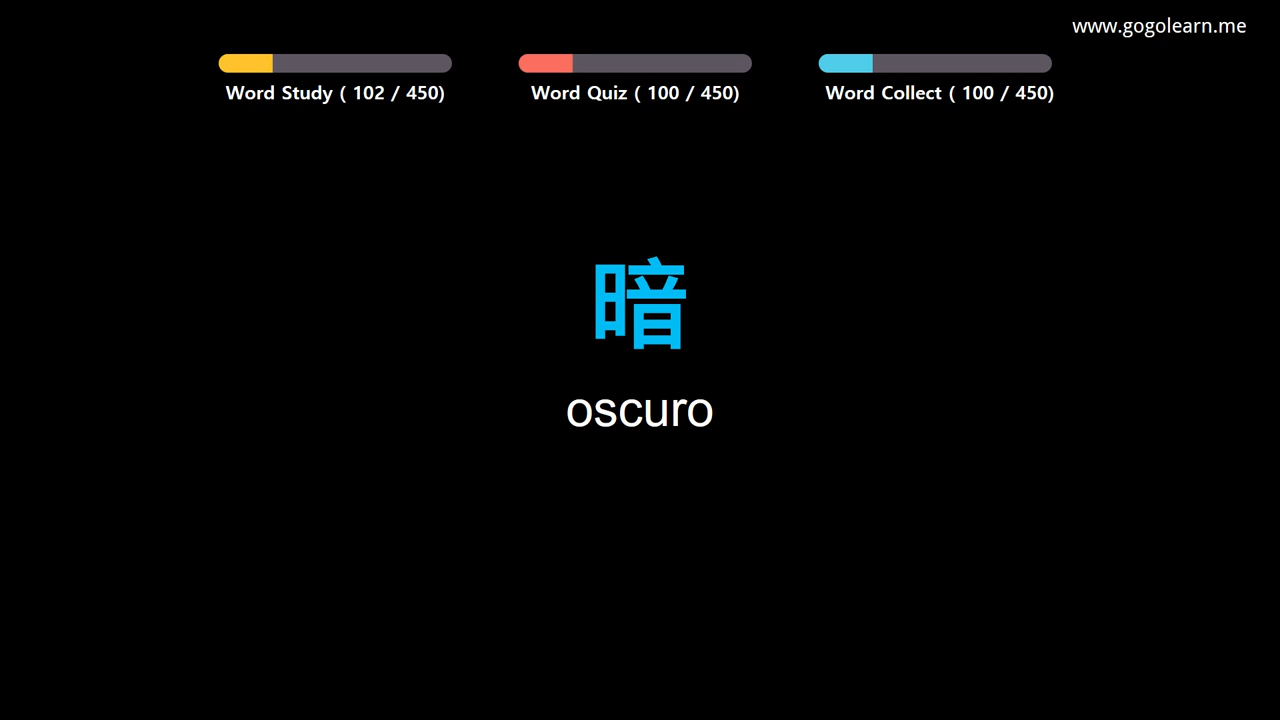 www.gogolearn.me
Word Study ( 102 / 450)
Word Quiz ( 100 / 450)
Word Collect ( 100 / 450)
暗
oscuro